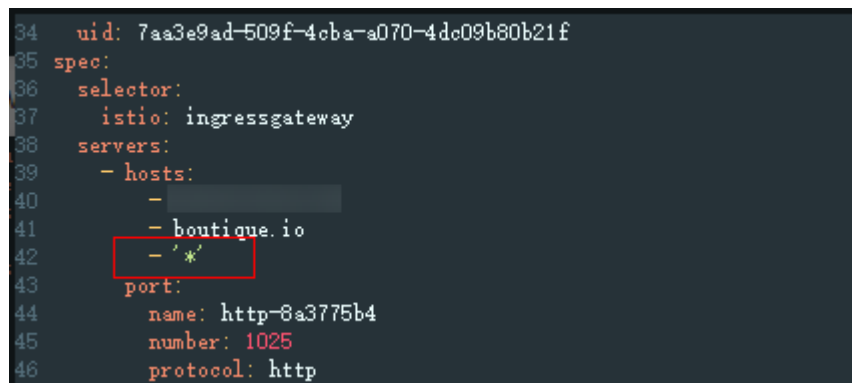 34 uid: 7aa3e9ad-509f-4cba-a070-4dc09b80b21f
35 spec:
36 selector:
37 istio: ingressgateway
38 servers:
39 - hosts:
40 -
41 - boutique.io
42 - '*'
43 port:
44 name: http-8a3775b4
45 number: 1025
46 protocol: http